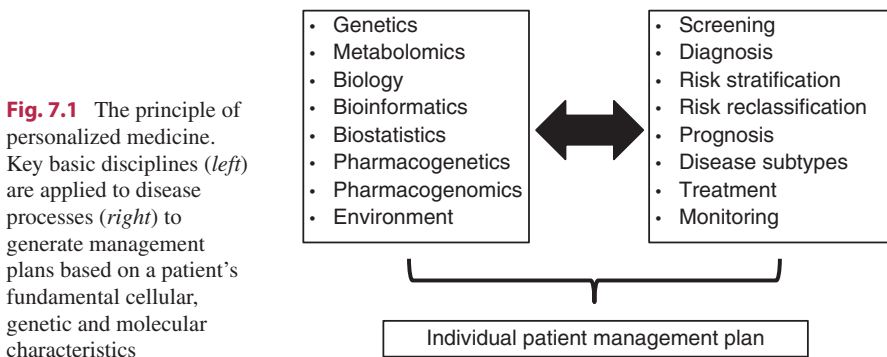 Fig. 7.1 The principle of
personalized medicine.
Key basic disciplines (left)
are applied to disease
processes (right) to
generate management
plans based on a patient’s
fundamental cellular,
genetic and molecular
characteristics
• Genetics
• Metabolomics
• Biology
• Bioinformatics
• Biostatistics
• Pharmacogenetics
• Pharmacogenomics
• Environment
• Screening
• Diagnosis
• Risk stratification
• Risk reclassification
• Prognosis
• Disease subtypes
• Treatment
• Monitoring
Individual patient management plan